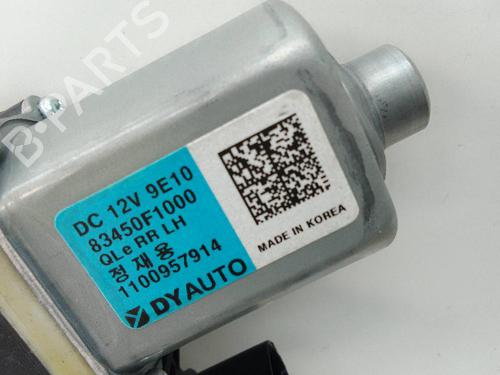 B-PARTS
DC 12V 9E10
83450F1000
QLe RR LH
정재용
1100957914
DYAUTO
MADE IN KOREA